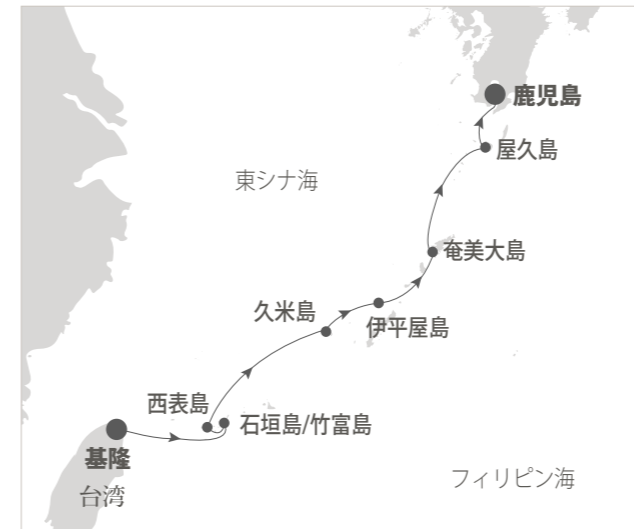 鹿児島
屋久島
東シナ海
奄美大島
久米島
伊平屋島
西表島
石垣島/竹富島
基隆
台湾
フィリピン海